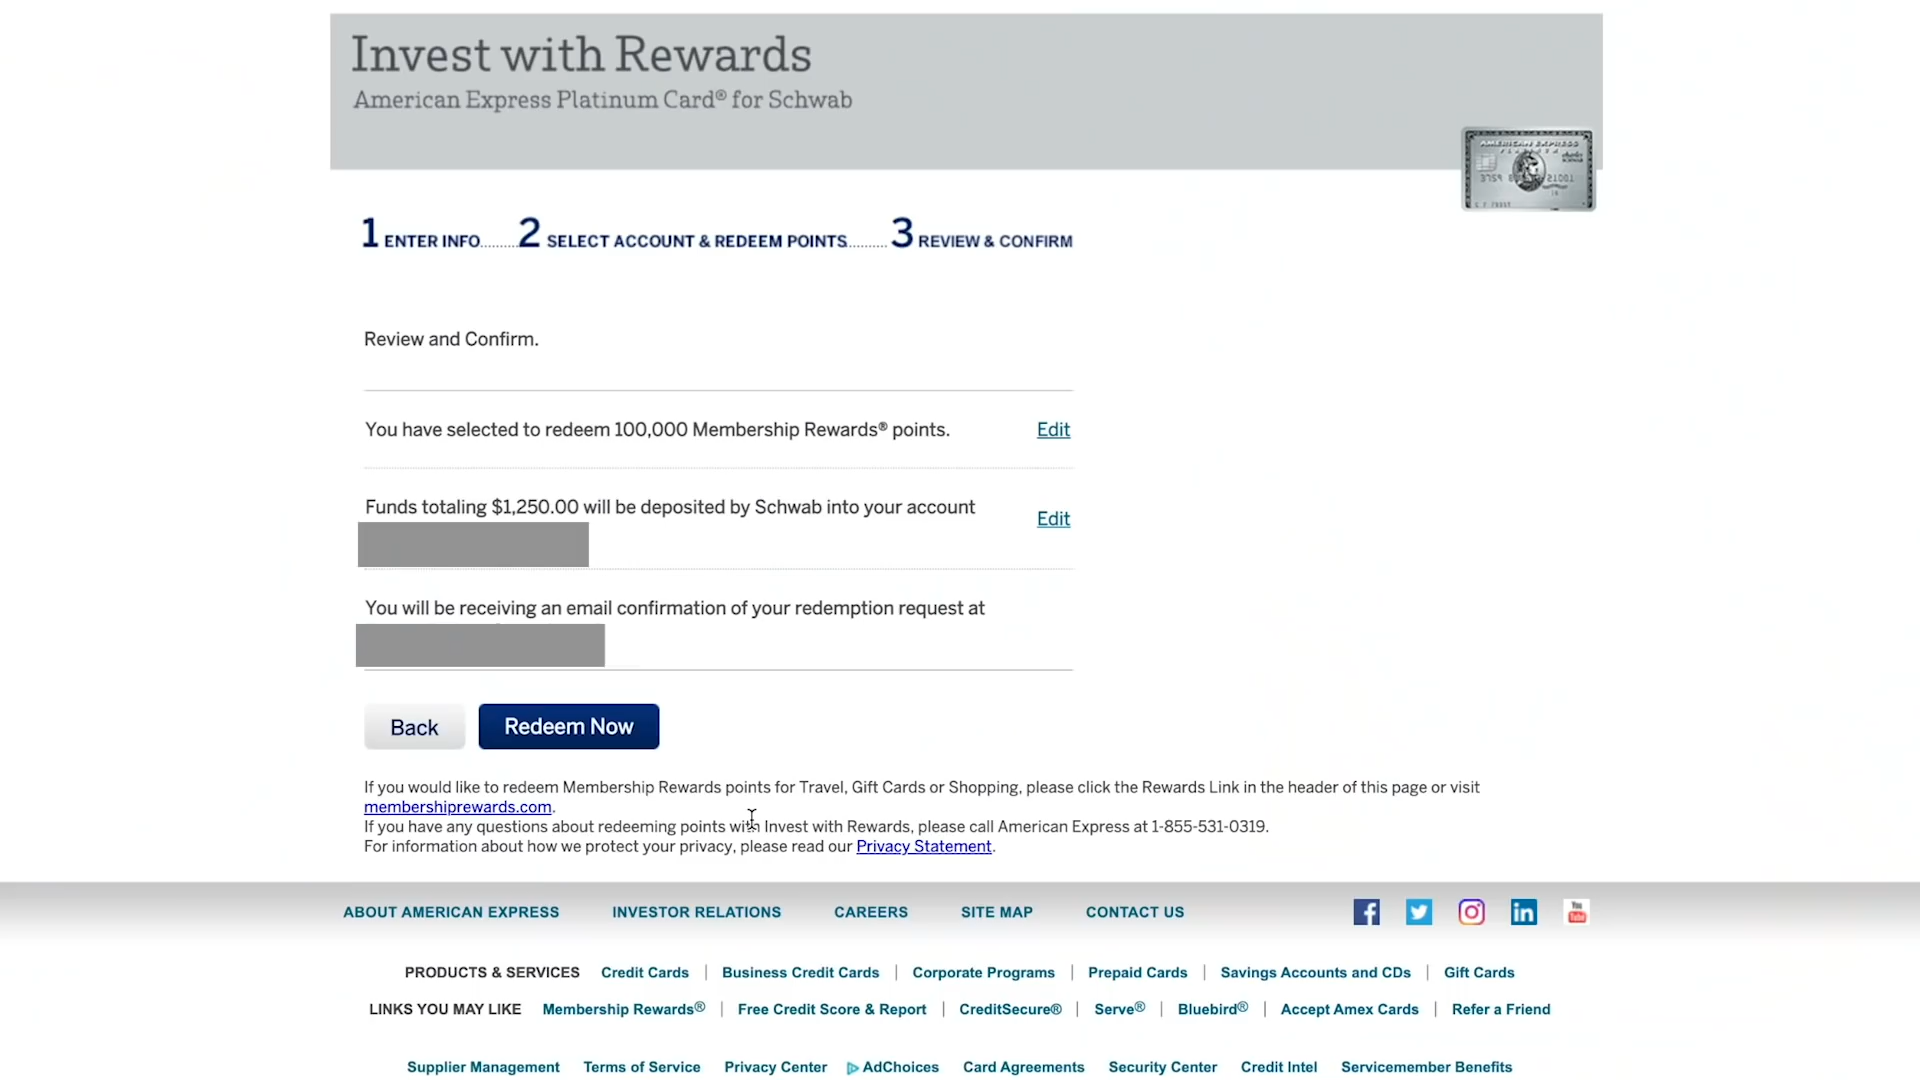 Invest with Rewards
American Express Platinum Card® for Schwab
AMERICAN EXPRESS
PLATINUM
1 ENTER INFO.........2 SELECT ACCOUNT & REDEEM POINTS.......... 3 REVIEW & CONFIRM
Review and Confirm.
You have selected to redeem 100,000 Membership Rewards® points. Edit
Funds totaling $1,250.00 will be deposited by Schwab into your account Edit
You will be receiving an email confirmation of your redemption request at
Back Redeem Now
If you would like to redeem Membership Rewards points for Travel, Gift Cards or Shopping, please click the Rewards Link in the header of this page or visit
membershiprewards.com.
If you have any questions about redeeming points with Invest with Rewards, please call American Express at 1-855-531-0319.
For information about how we protect your privacy, please read our Privacy Statement.
ABOUT AMERICAN EXPRESS INVESTOR RELATIONS CAREERS SITE MAP CONTACT US You Tube
PRODUCTS & SERVICES Credit Cards | Business Credit Cards | Corporate Programs | Prepaid Cards | Savings Accounts and CDs | Gift Cards
LINKS YOU MAY LIKE Membership Rewards® | Free Credit Score & Report | CreditSecure® | Serve® | Bluebird® | Accept Amex Cards | Refer a Friend
Supplier Management Terms of Service Privacy Center AdChoices Card Agreements Security Center Credit Intel Servicemember Benefits